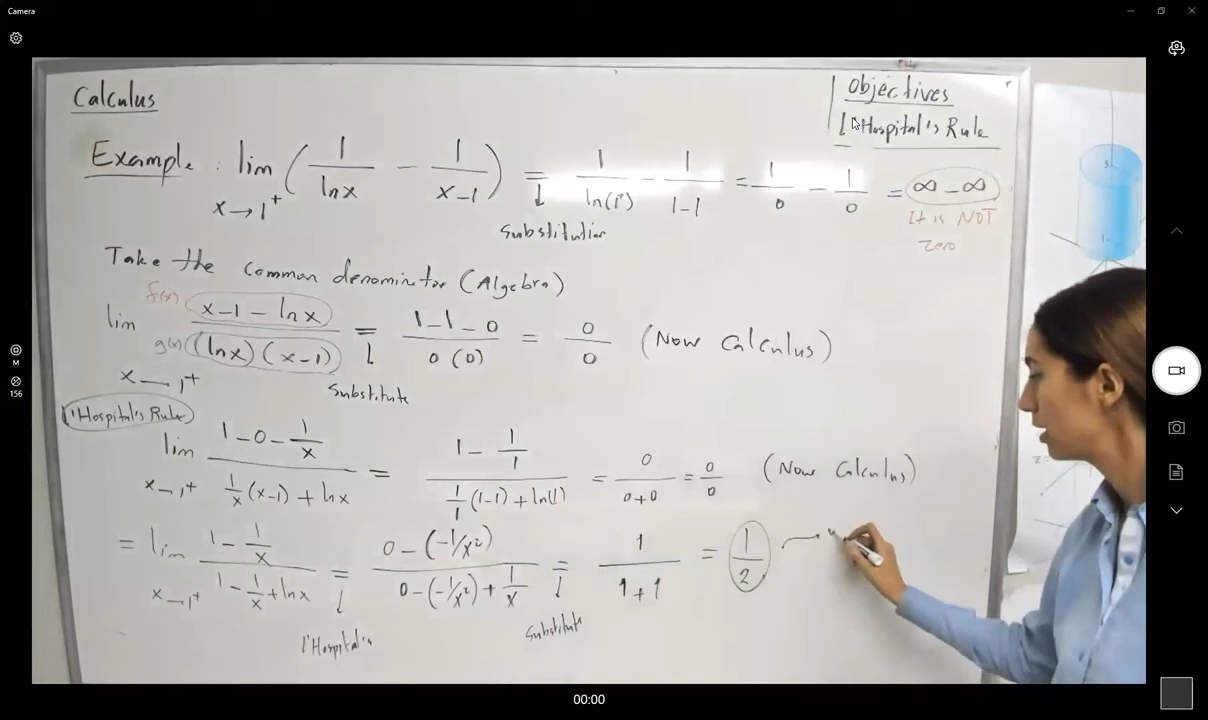 Camera
Calculus
Objectives
L'Hospital's Rule
Example : lim x→1⁺ ( 1/lnx − 1/x−1 ) = 1/ln(1⁺) − 1/1−1 = 1/0 − 1/0 = ∞ − ∞
Substitution
It is NOT
Zero
Take the common denominator (Algebra)
lim x→1⁺ f(x) x−1 − lnx / g(x) (lnx)(x−1) = 1−1−0 / 0(0) = 0/0 (Now Calculus)
Substitute
l'Hospital's Rule
lim x→1⁺ 1−0−1/x / 1/x(x−1) + lnx = 1 − 1/1 / 1/1(1−1) + ln(1) = 0/0+0 = 0/0 (Now Calculus)
= lim x→1⁺ 1 − 1/x / 1 − 1/x + lnx = 0 − (−1/x²) / 0 − (−1/x²) + 1/x = 1/1+1 = 1/2
l'Hospital's
Substitute
M
156
5
z=
00:00